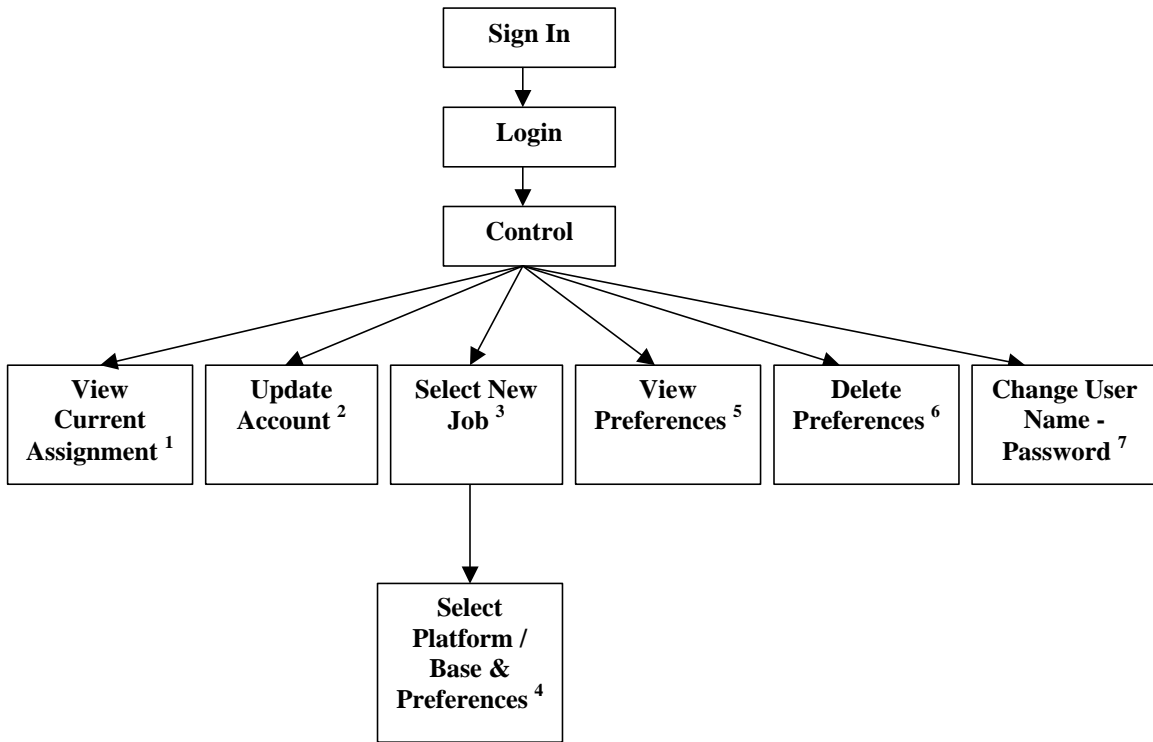 Sign In
Login
Control
View
Current
Assignment 1
Update
Account 2
Select New
Job 3
View
Preferences 5
Delete
Preferences 6
Change User
Name -
Password 7
Select
Platform /
Base &
Preferences 4